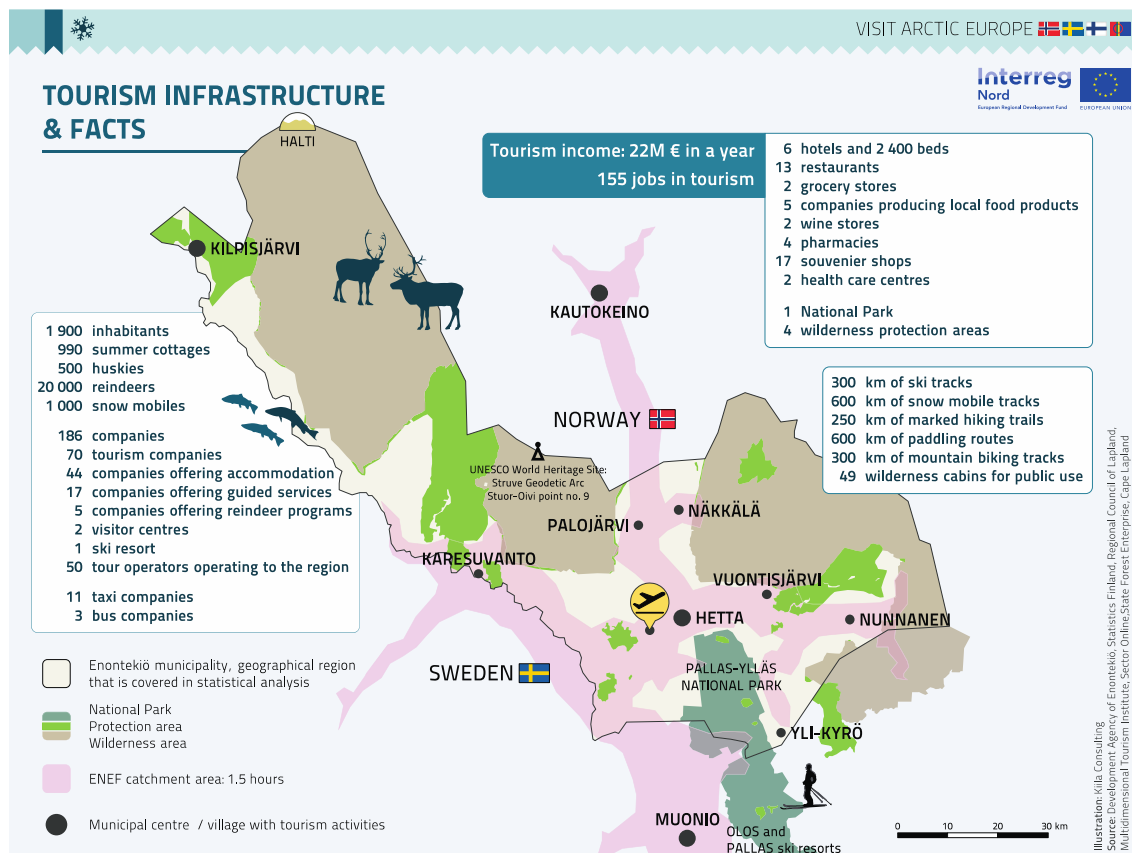 VISIT ARCTIC EUROPE
Interreg
Nord
European Regional Development Fund
EUROPEAN UNION
TOURISM INFRASTRUCTURE
& FACTS
Tourism income: 22M € in a year
155 jobs in tourism
6 hotels and 2 400 beds
13 restaurants
2 grocery stores
5 companies producing local food products
2 wine stores
4 pharmacies
17 souvenier shops
2 health care centres
1 National Park
4 wilderness protection areas
HALTI
KILPISJÄRVI
KAUTOKEINO
1 900 inhabitants
990 summer cottages
500 huskies
20 000 reindeers
1 000 snow mobiles
186 companies
70 tourism companies
44 companies offering accommodation
17 companies offering guided services
5 companies offering reindeer programs
2 visitor centres
1 ski resort
50 tour operators operating to the region
11 taxi companies
3 bus companies
300 km of ski tracks
600 km of snow mobile tracks
250 km of marked hiking trails
600 km of paddling routes
300 km of mountain biking tracks
49 wilderness cabins for public use
NORWAY
UNESCO World Heritage Site:
Struve Geodetic Arc
Stuor-Oivi point no. 9
NÄKKÄLÄ
PALOJÄRVI
KARESUVANTO
VUONTISJÄRVI
HETTA
NUNNANEN
SWEDEN
PALLAS-YLLÄS
NATIONAL PARK
YLI-KYRÖ
MUONIO
OLOS and
PALLAS ski resorts
Enontekiö municipality, geographical region
that is covered in statistical analysis
National Park
Protection area
Wilderness area
ENEF catchment area: 1.5 hours
Municipal centre / village with tourism activities
0 10 20 30 km
Illustration: Kiila Consulting
Source: Development Agency of Enontekiö, Statistics Finland, Regional Council of Lapland,
Multidimensional Tourism Institute, Sector Online,State Forest Enterprise, Cape Lapland